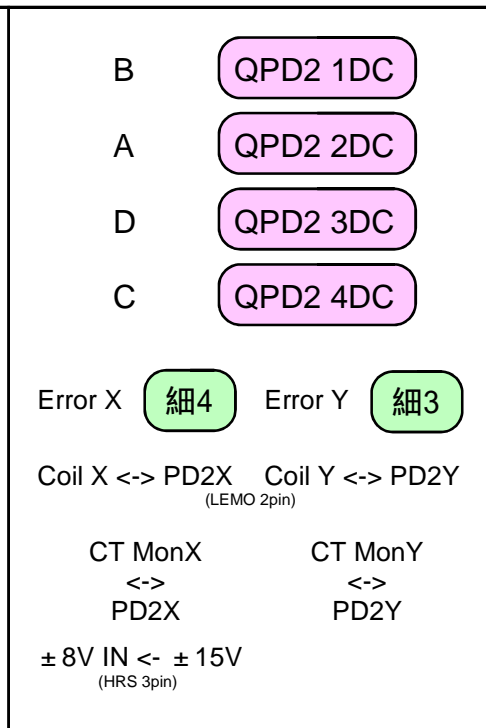 B QPD2 1DC
A QPD2 2DC
D QPD2 3DC
C QPD2 4DC
Error X 細4 Error Y 細3
Coil X <-> PD2X Coil Y <-> PD2Y
(LEMO 2pin)
CT MonX CT MonY
<-> <->
PD2X PD2Y
± 8V IN <- ± 15V
(HRS 3pin)